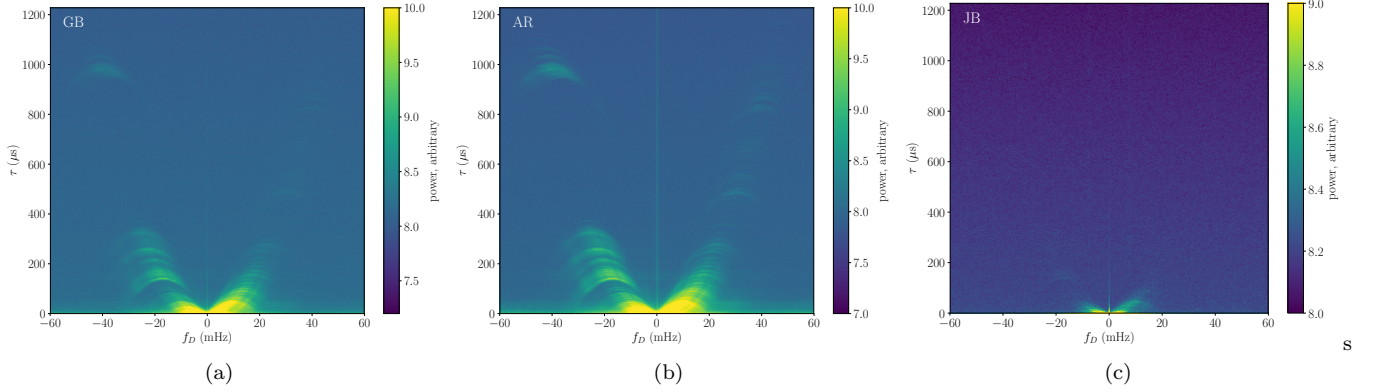 GB
1200
1000
800
600
400
200
0
τ (μs)
−60 −40 −20 0 20 40 60
f_D (mHz)
10.0
9.5
9.0
8.5
8.0
7.5
power, arbitrary
(a)
AR
1200
1000
800
600
400
200
0
τ (μs)
−60 −40 −20 0 20 40 60
f_D (mHz)
10.0
9.5
9.0
8.5
8.0
7.5
7.0
power, arbitrary
(b)
JB
1200
1000
800
600
400
200
0
τ (μs)
−60 −40 −20 0 20 40 60
f_D (mHz)
9.0
8.8
8.6
8.4
8.2
8.0
power, arbitrary
(c)
s